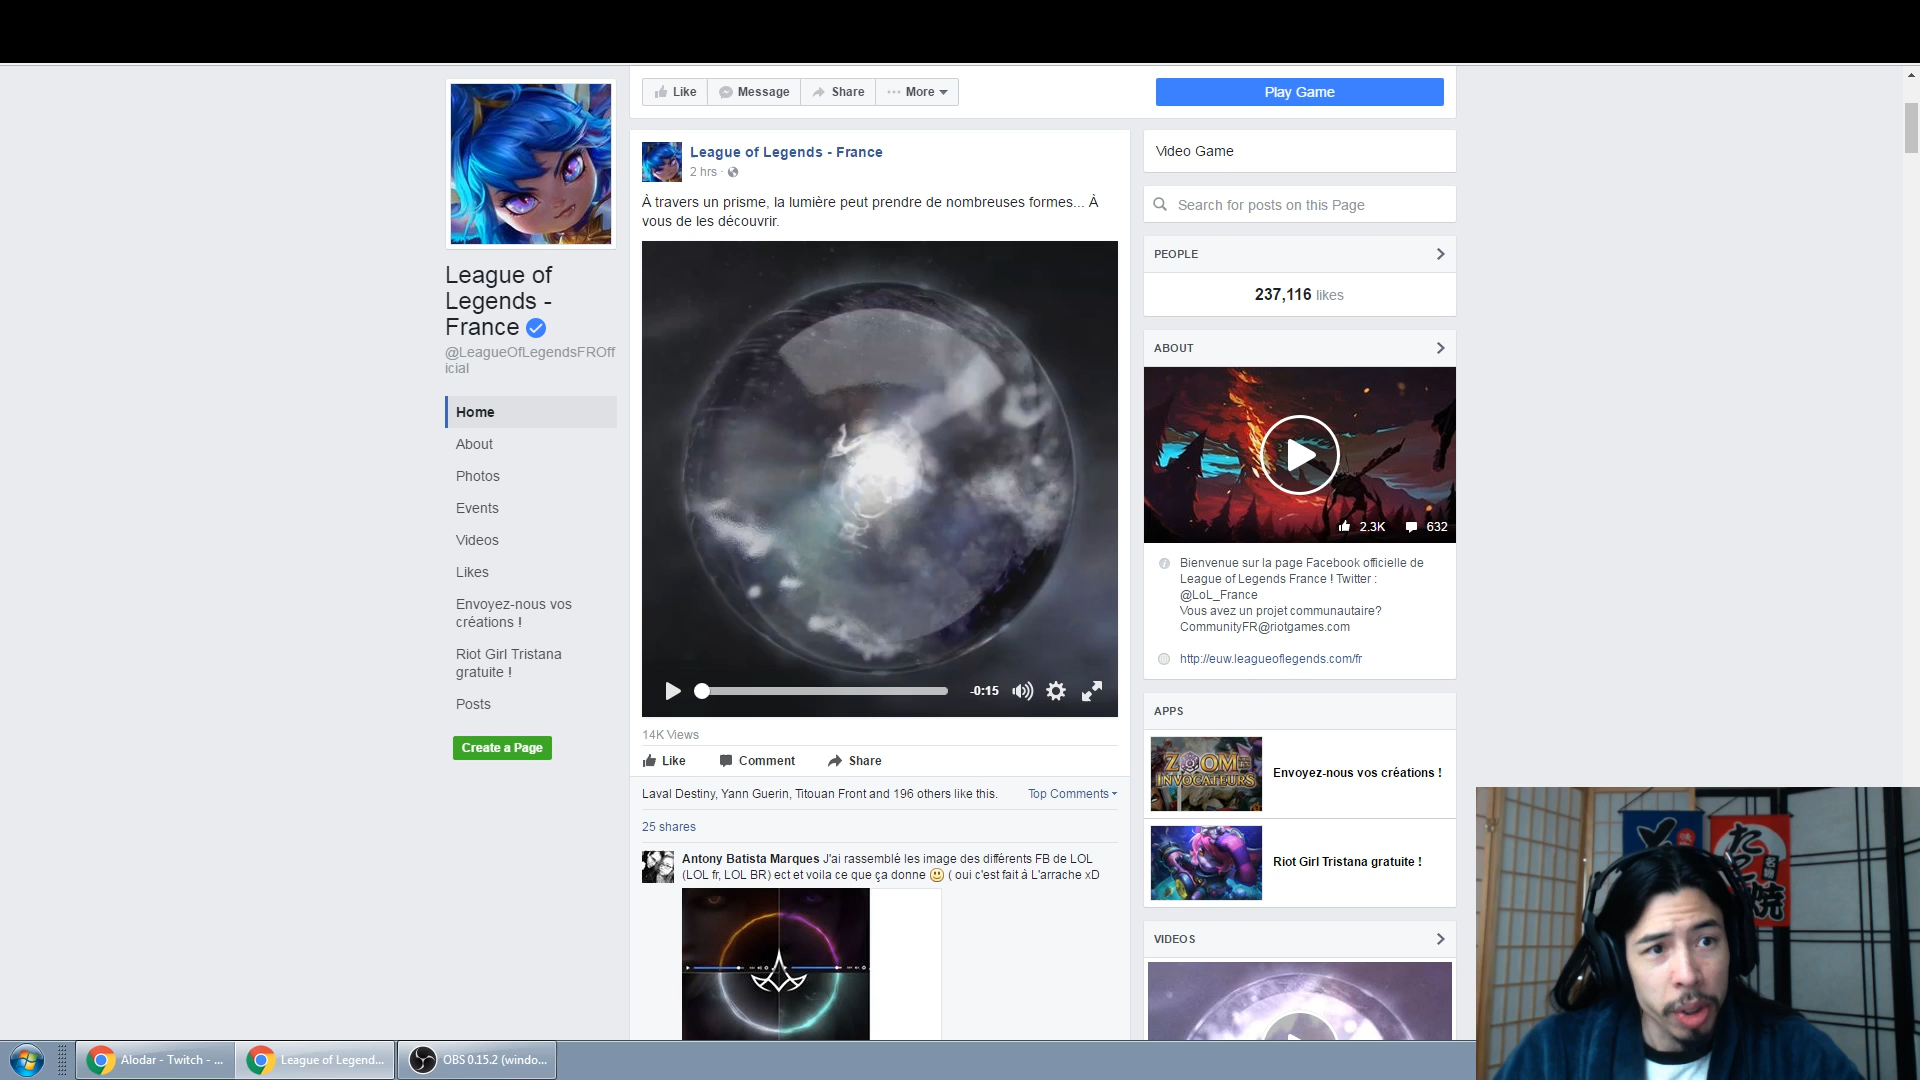 Like
Message
Share
More
Play Game
League of
Legends -
France
@LeagueOfLegendsFROff
icial
Home
About
Photos
Events
Videos
Likes
Envoyez-nous vos
créations !
Riot Girl Tristana
gratuite !
Posts
Create a Page
League of Legends - France
2 hrs ·
À travers un prisme, la lumière peut prendre de nombreuses formes... À
vous de les découvrir.
-0:15
14K Views
Like
Comment
Share
Laval Destiny, Yann Guerin, Titouan Front and 196 others like this.
Top Comments
25 shares
Antony Batista Marques J'ai rassemblé les image des différents FB de LOL
(LOL fr, LOL BR) ect et voila ce que ça donne 😃 ( oui c'est fait à L'arrache xD
Video Game
Search for posts on this Page
PEOPLE
237,116 likes
ABOUT
2.3K
632
Bienvenue sur la page Facebook officielle de
League of Legends France ! Twitter :
@LoL_France
Vous avez un projet communautaire?
CommunityFR@riotgames.com
http://euw.leagueoflegends.com/fr
APPS
ZOOM
INVOCATEURS
Envoyez-nous vos créations !
Riot Girl Tristana gratuite !
VIDEOS
Alodar - Twitch - ...
League of Legend...
OBS 0.15.2 (windo...